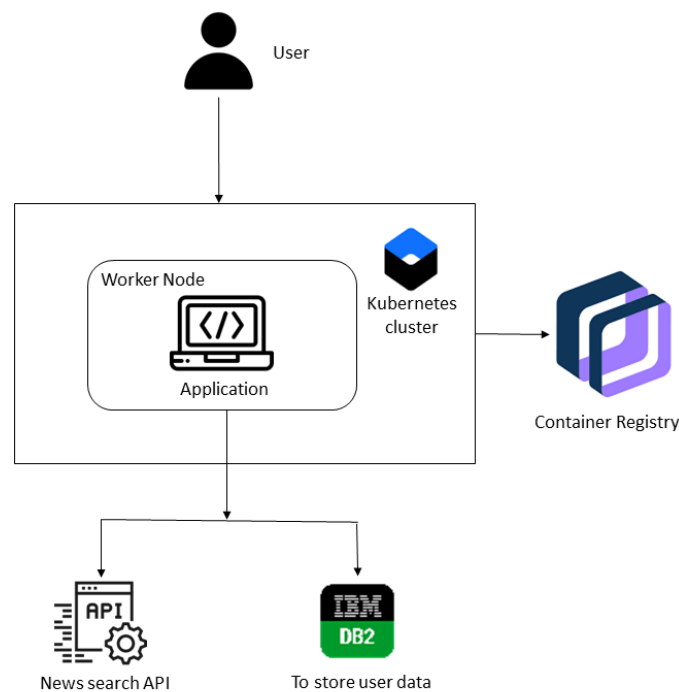 User
Worker Node
</>
Application
Kubernetes
cluster
Container Registry
API
News search API
IBM
DB2
To store user data